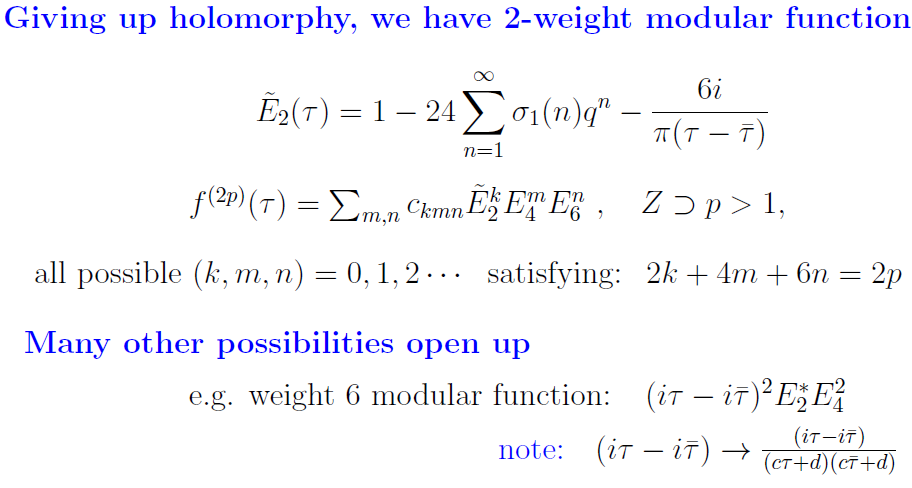 Giving up holomorphy, we have 2-weight modular function
$\tilde{E}_2(\tau) = 1 - 24 \sum_{n=1}^{\infty} \sigma_1(n) q^n - \frac{6i}{\pi(\tau - \bar{\tau})}$
$f^{(2p)}(\tau) = \sum_{m,n} c_{kmn} \tilde{E}_2^k E_4^m E_6^n \ , \quad Z \supset p > 1,$
all possible $(k, m, n) = 0, 1, 2 \cdots$ satisfying: $2k + 4m + 6n = 2p$
Many other possibilities open up
e.g. weight 6 modular function: $(i\tau - i\bar{\tau})^2 E_2^* E_4^2$
note: $(i\tau - i\bar{\tau}) \to \frac{(i\tau - i\bar{\tau})}{(c\tau + d)(c\bar{\tau} + d)}$